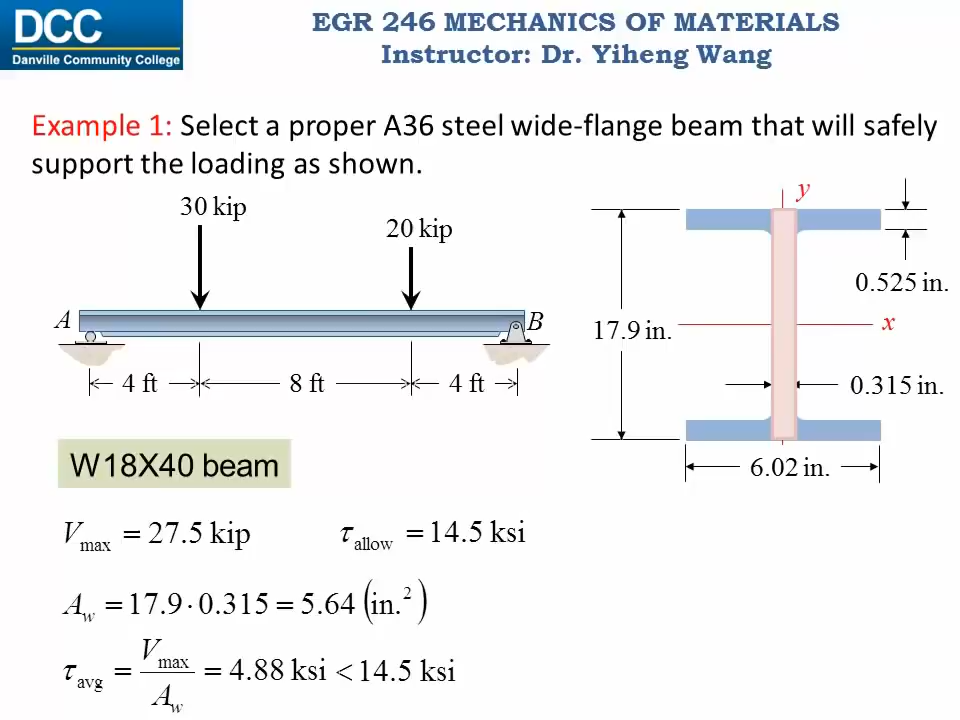 DCC
Danville Community College
EGR 246 MECHANICS OF MATERIALS
Instructor: Dr. Yiheng Wang
Example 1: Select a proper A36 steel wide-flange beam that will safely
support the loading as shown.
30 kip
20 kip
A
B
4 ft
8 ft
4 ft
y
0.525 in.
17.9 in.
x
0.315 in.
6.02 in.
W18X40 beam
V_max = 27.5 kip
τ_allow = 14.5 ksi
A_w = 17.9 · 0.315 = 5.64 (in.²)
τ_avg = V_max / A_w = 4.88 ksi < 14.5 ksi